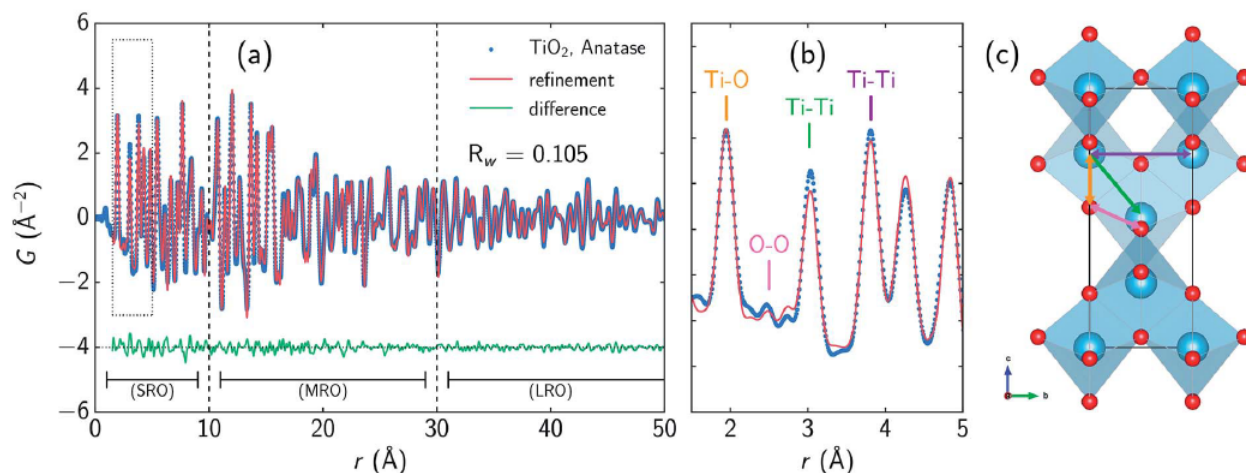 6
4
2
0
−2
−4
−6
G (Å⁻²)
(a)
TiO₂, Anatase
refinement
difference
R_w = 0.105
(SRO)
(MRO)
(LRO)
0
10
20
30
40
50
r (Å)
(b)
Ti-O
Ti-Ti
Ti-Ti
O-O
2
3
4
5
r (Å)
(c)
c
b